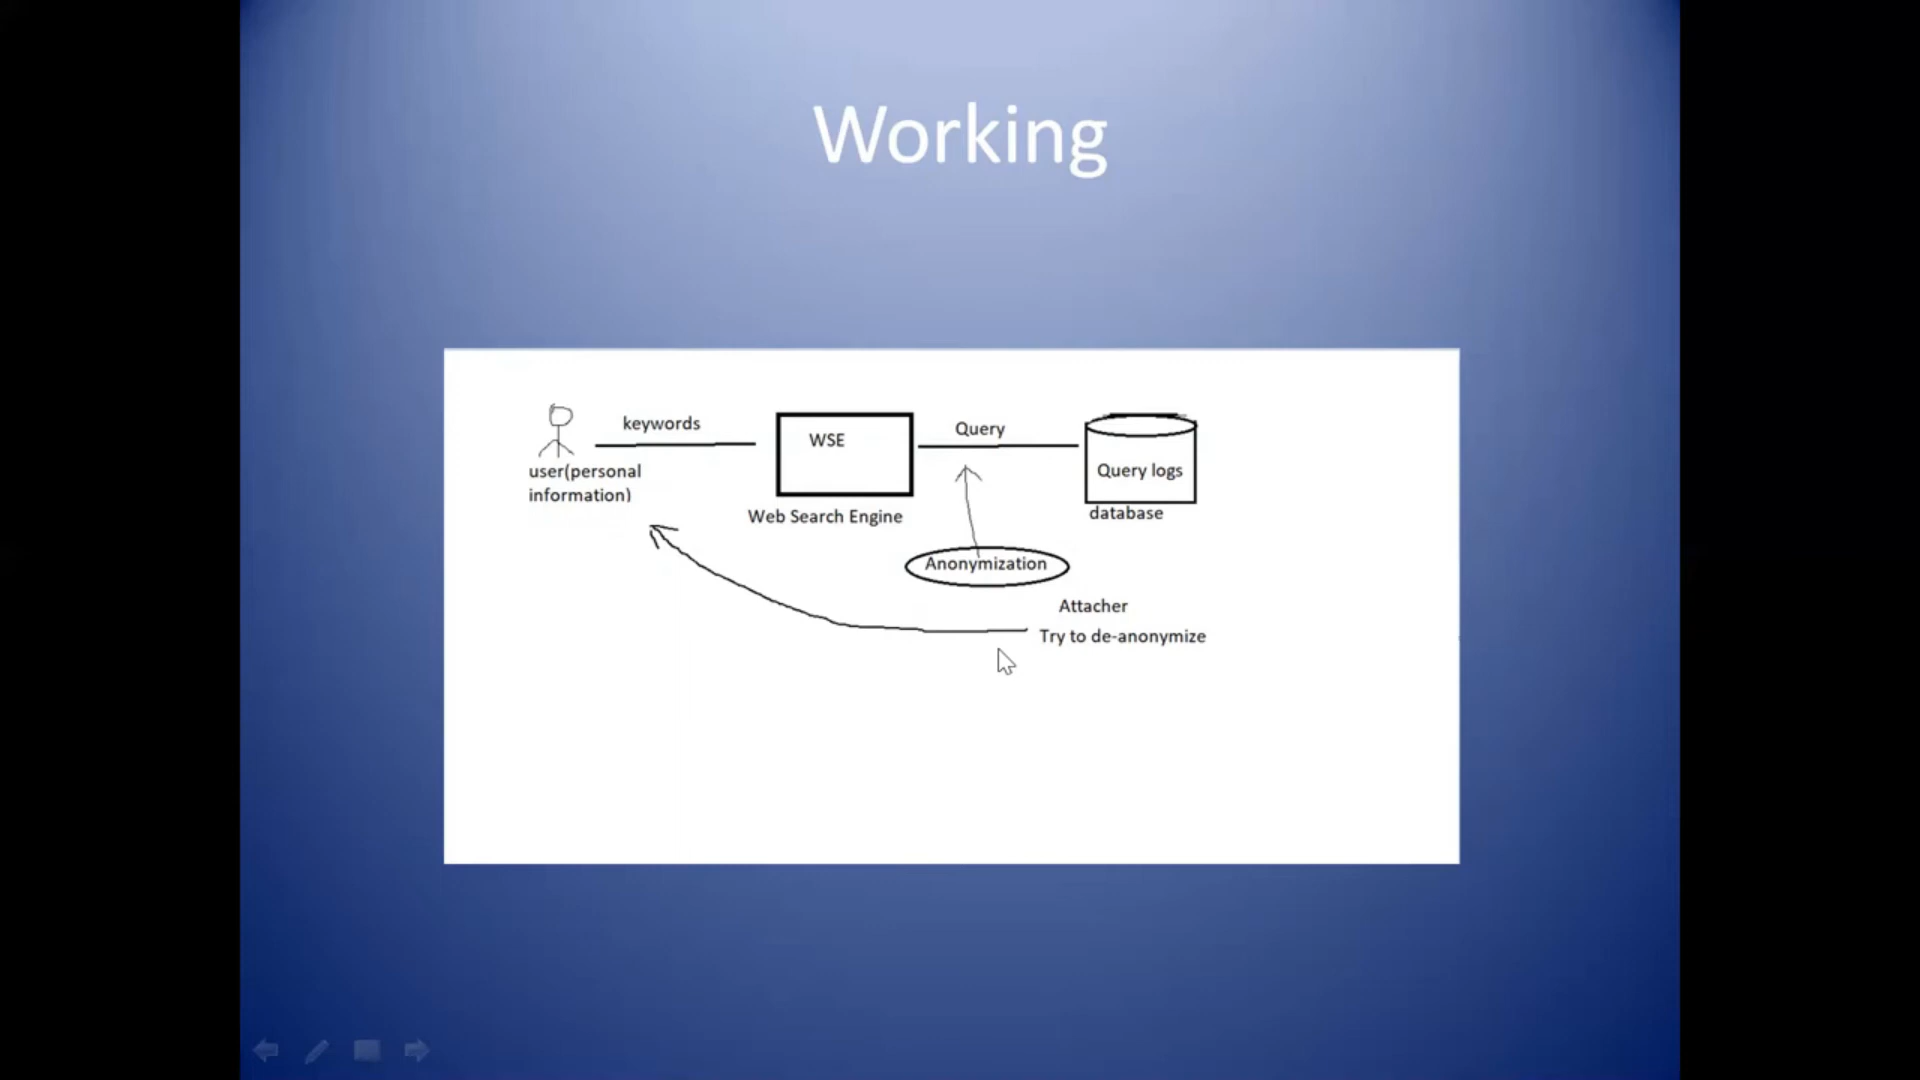 Working
keywords
WSE
Query
Query logs
user(personal
information)
Web Search Engine
database
Anonymization
Attacher
Try to de-anonymize